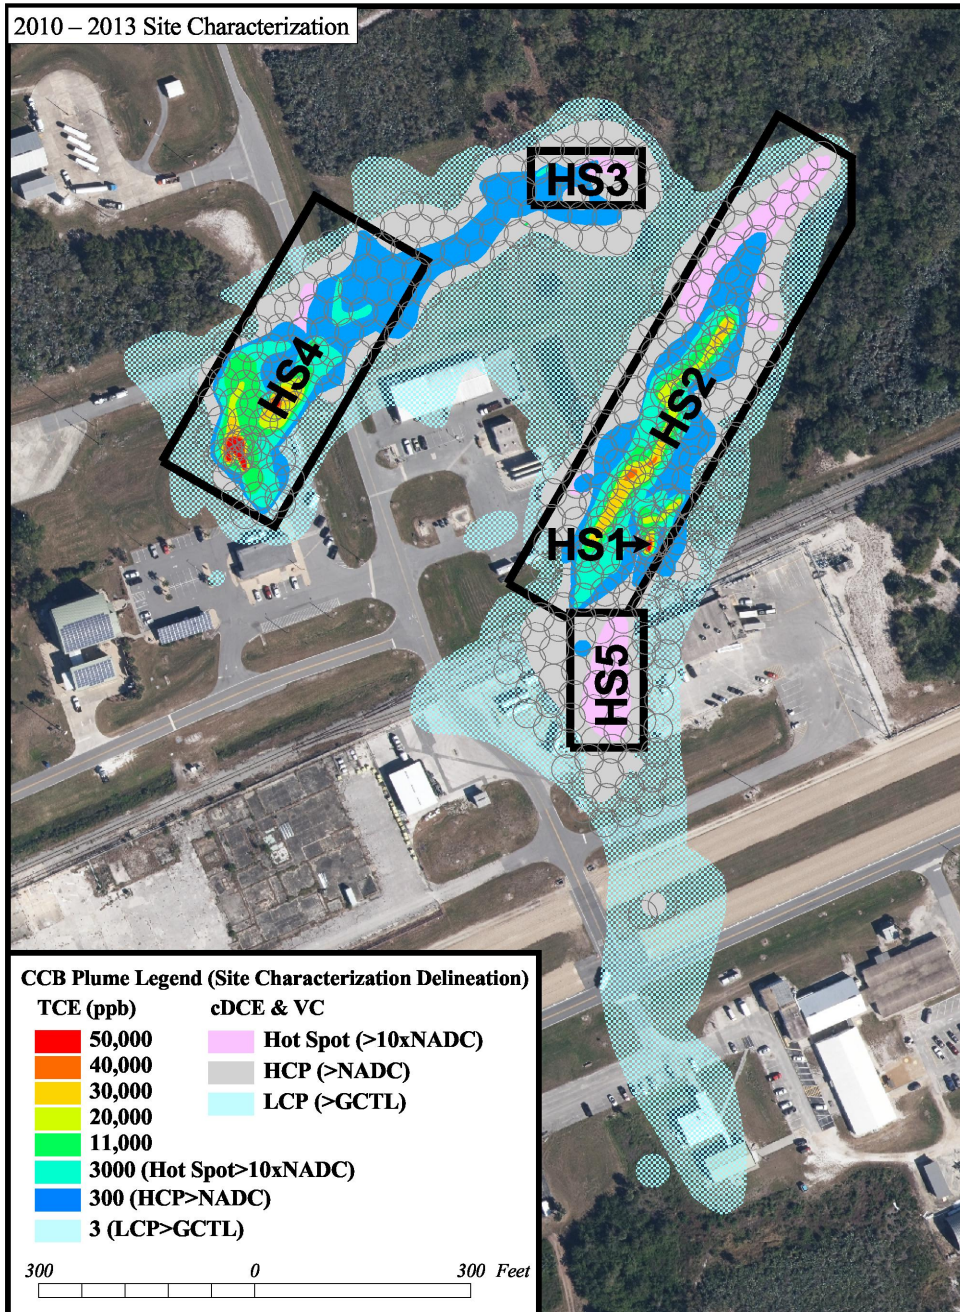 2010 – 2013 Site Characterization
HS3
HS4
HS2
HS1
HS5
CCB Plume Legend (Site Characterization Delineation)
TCE (ppb)
cDCE & VC
50,000
Hot Spot (>10xNADC)
40,000
HCP (>NADC)
30,000
LCP (>GCTL)
20,000
11,000
3000 (Hot Spot>10xNADC)
300 (HCP>NADC)
3 (LCP>GCTL)
300 0 300 Feet